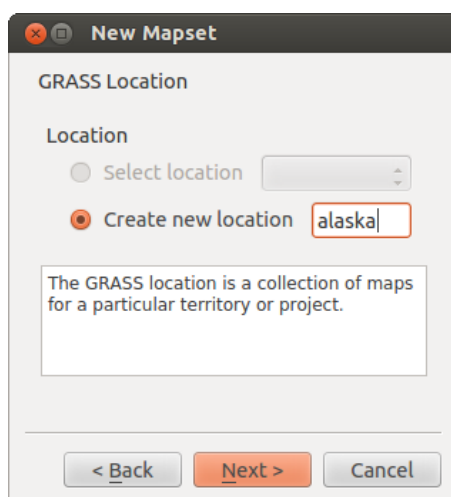 New Mapset
GRASS Location
Location
Select location
Create new location alaska
The GRASS location is a collection of maps
for a particular territory or project.
< Back Next > Cancel